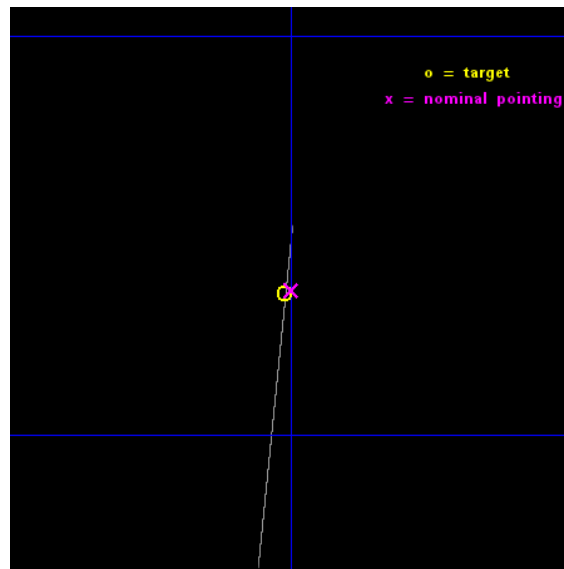 o = target
x = nominal pointing